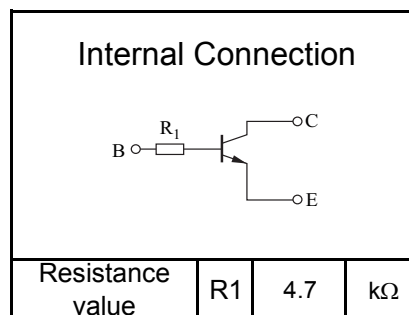 Internal Connection
C
R1
B
E
Resistance value R1 4.7 kΩ